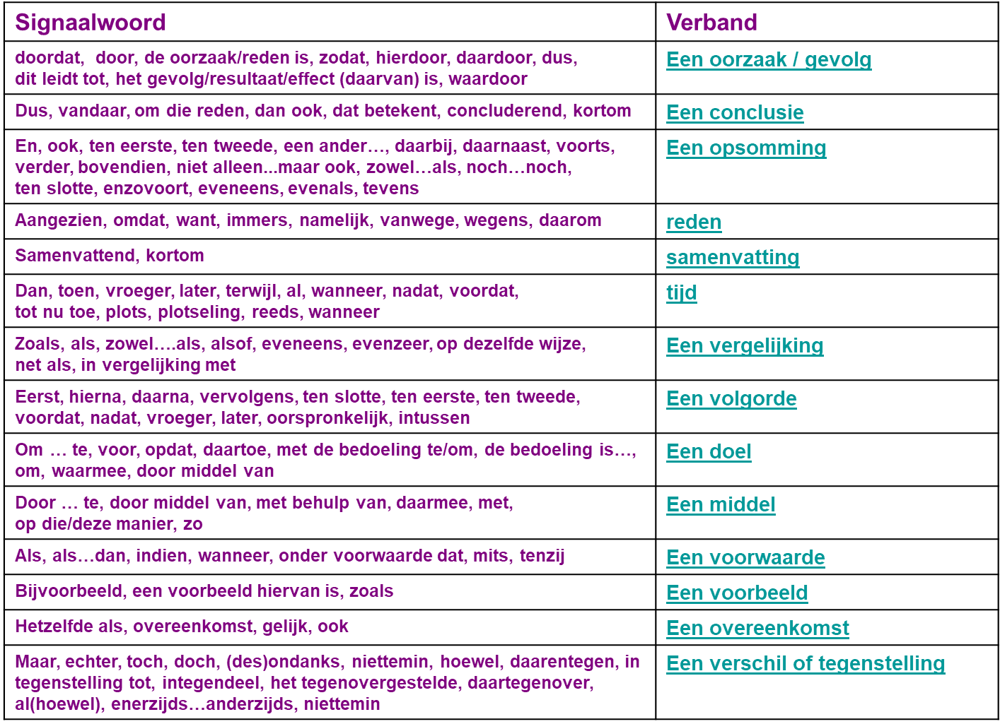 Signaalwoord
Verband
doordat, door, de oorzaak/reden is, zodat, hierdoor, daardoor, dus,
dit leidt tot, het gevolg/resultaat/effect (daarvan) is, waardoor
Een oorzaak / gevolg
Dus, vandaar, om die reden, dan ook, dat betekent, concluderend, kortom
Een conclusie
En, ook, ten eerste, ten tweede, een ander…, daarbij, daarnaast, voorts,
verder, bovendien, niet alleen...maar ook, zowel…als, noch…noch,
ten slotte, enzovoort, eveneens, evenals, tevens
Een opsomming
Aangezien, omdat, want, immers, namelijk, vanwege, wegens, daarom
reden
Samenvattend, kortom
samenvatting
Dan, toen, vroeger, later, terwijl, al, wanneer, nadat, voordat,
tot nu toe, plots, plotseling, reeds, wanneer
tijd
Zoals, als, zowel….als, alsof, eveneens, evenzeer, op dezelfde wijze,
net als, in vergelijking met
Een vergelijking
Eerst, hierna, daarna, vervolgens, ten slotte, ten eerste, ten tweede,
voordat, nadat, vroeger, later, oorspronkelijk, intussen
Een volgorde
Om … te, voor, opdat, daartoe, met de bedoeling te/om, de bedoeling is…,
om, waarmee, door middel van
Een doel
Door … te, door middel van, met behulp van, daarmee, met,
op die/deze manier, zo
Een middel
Als, als…dan, indien, wanneer, onder voorwaarde dat, mits, tenzij
Een voorwaarde
Bijvoorbeeld, een voorbeeld hiervan is, zoals
Een voorbeeld
Hetzelfde als, overeenkomst, gelijk, ook
Een overeenkomst
Maar, echter, toch, doch, (des)ondanks, niettemin, hoewel, daarentegen, in
tegenstelling tot, integendeel, het tegenovergestelde, daartegenover,
al(hoewel), enerzijds…anderzijds, niettemin
Een verschil of tegenstelling